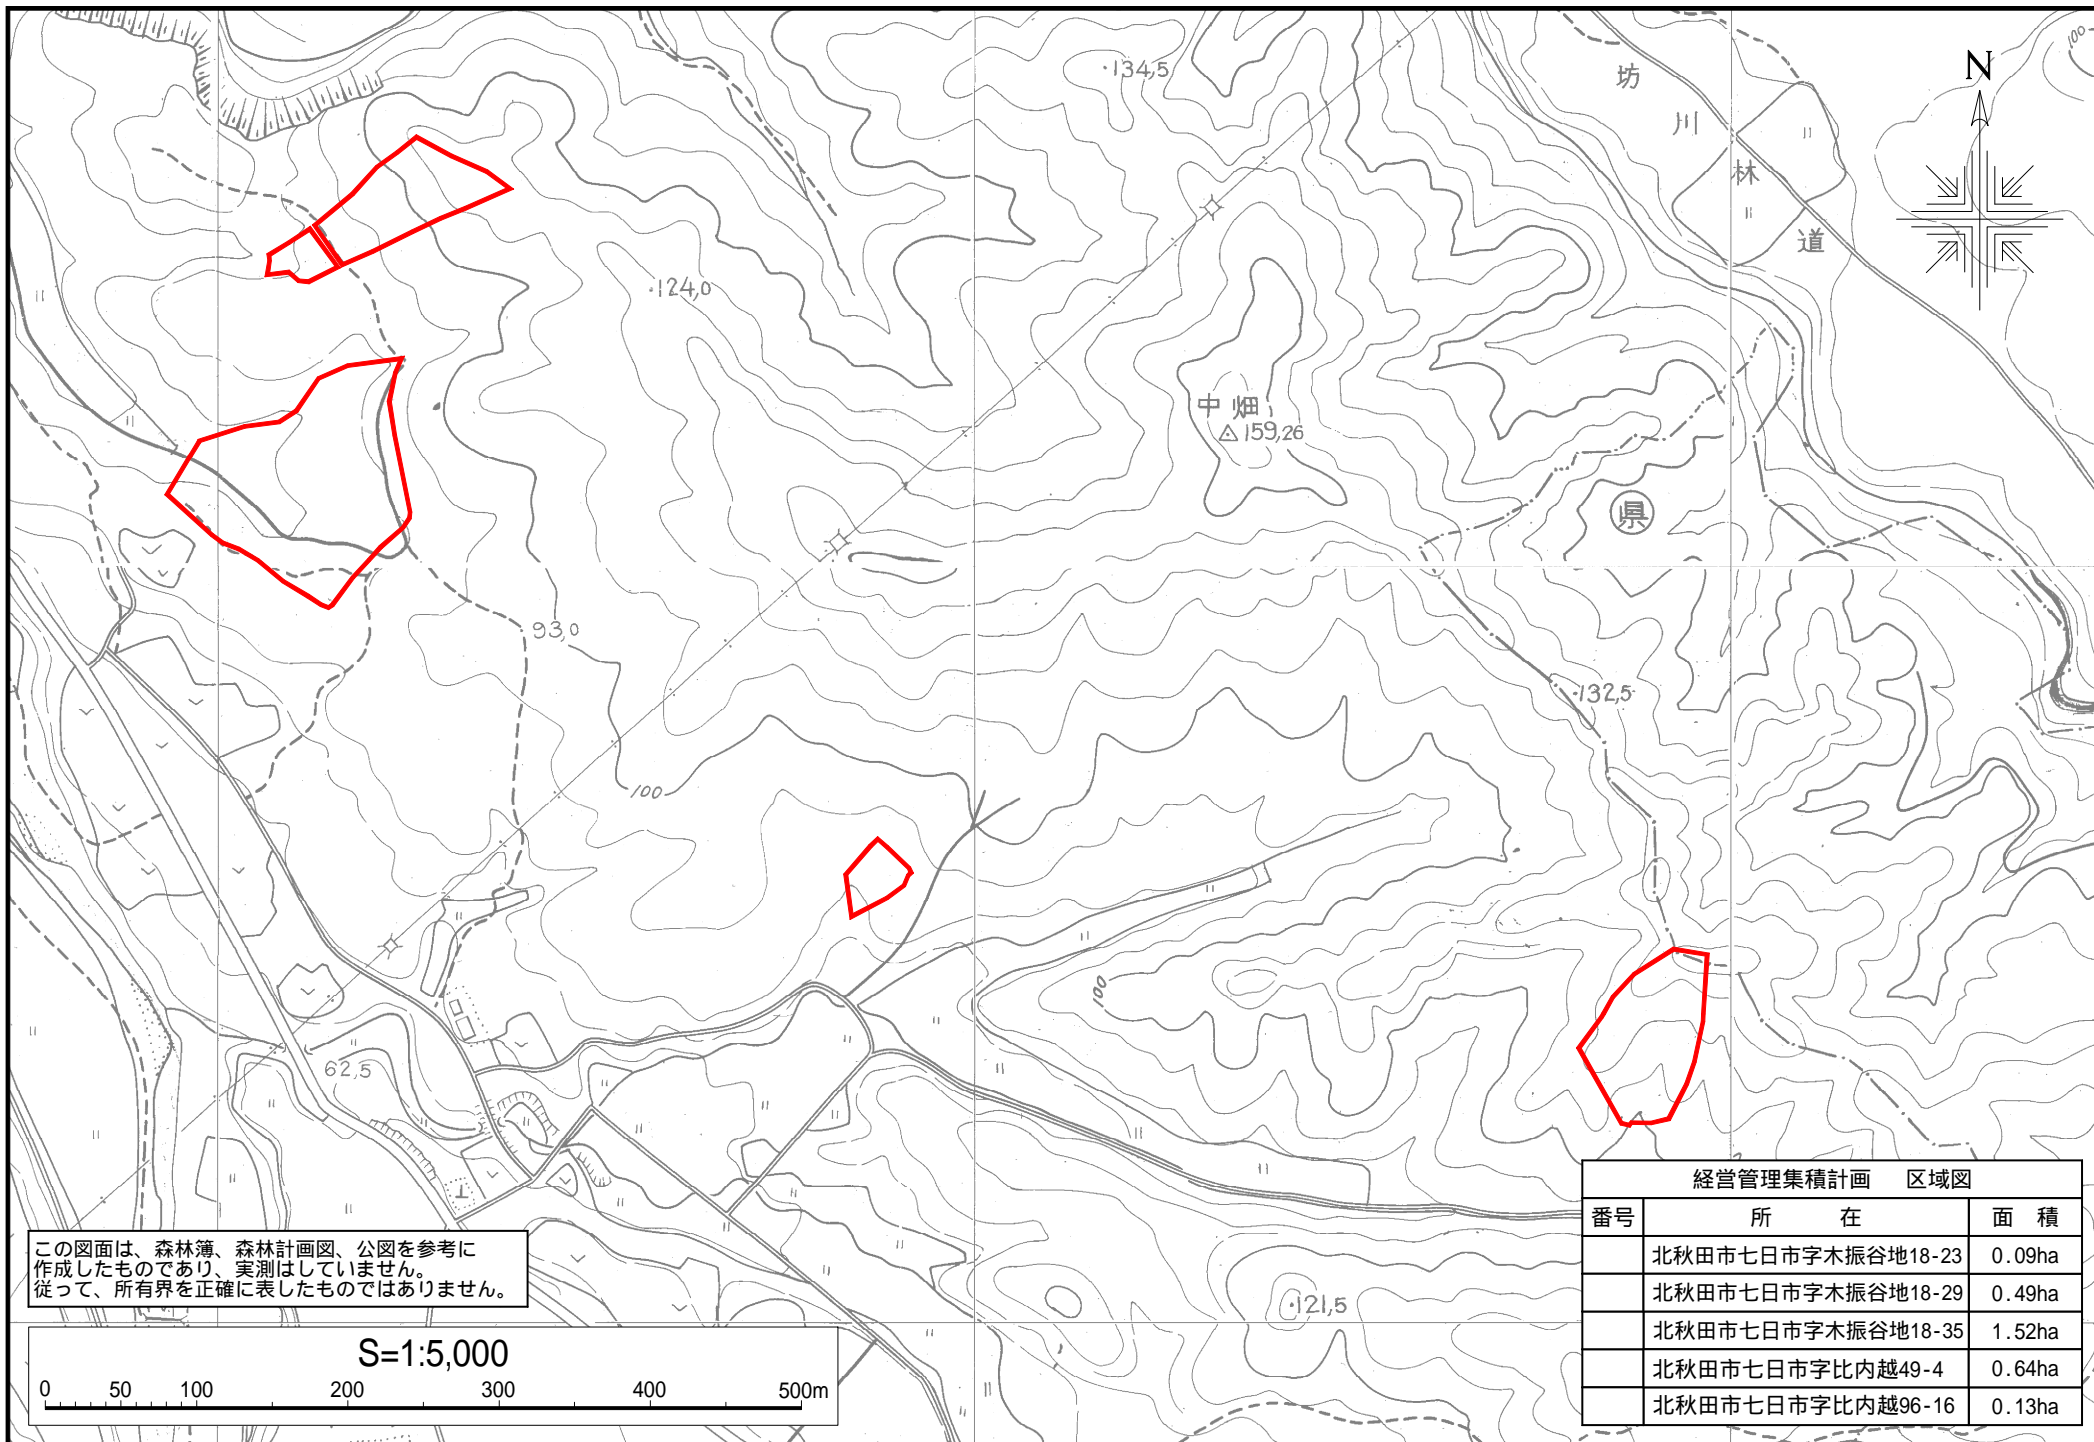 100
·134,5
坊
川
林
道
N
·124,0
中畑
159,26
県
93,0
·132,5
100
100
62,5
·121,5
経営管理集積計画 区域図
番号 所 在 面 積
北秋田市七日市字木振谷地18-23 0.09ha
北秋田市七日市字木振谷地18-29 0.49ha
北秋田市七日市字木振谷地18-35 1.52ha
北秋田市七日市字比内越49-4 0.64ha
北秋田市七日市字比内越96-16 0.13ha
この図面は、森林簿、森林計画図、公図を参考に
作成したものであり、実測はしていません。
従って、所有界を正確に表したものではありません。
S=1:5,000
0 50 100 200 300 400 500m